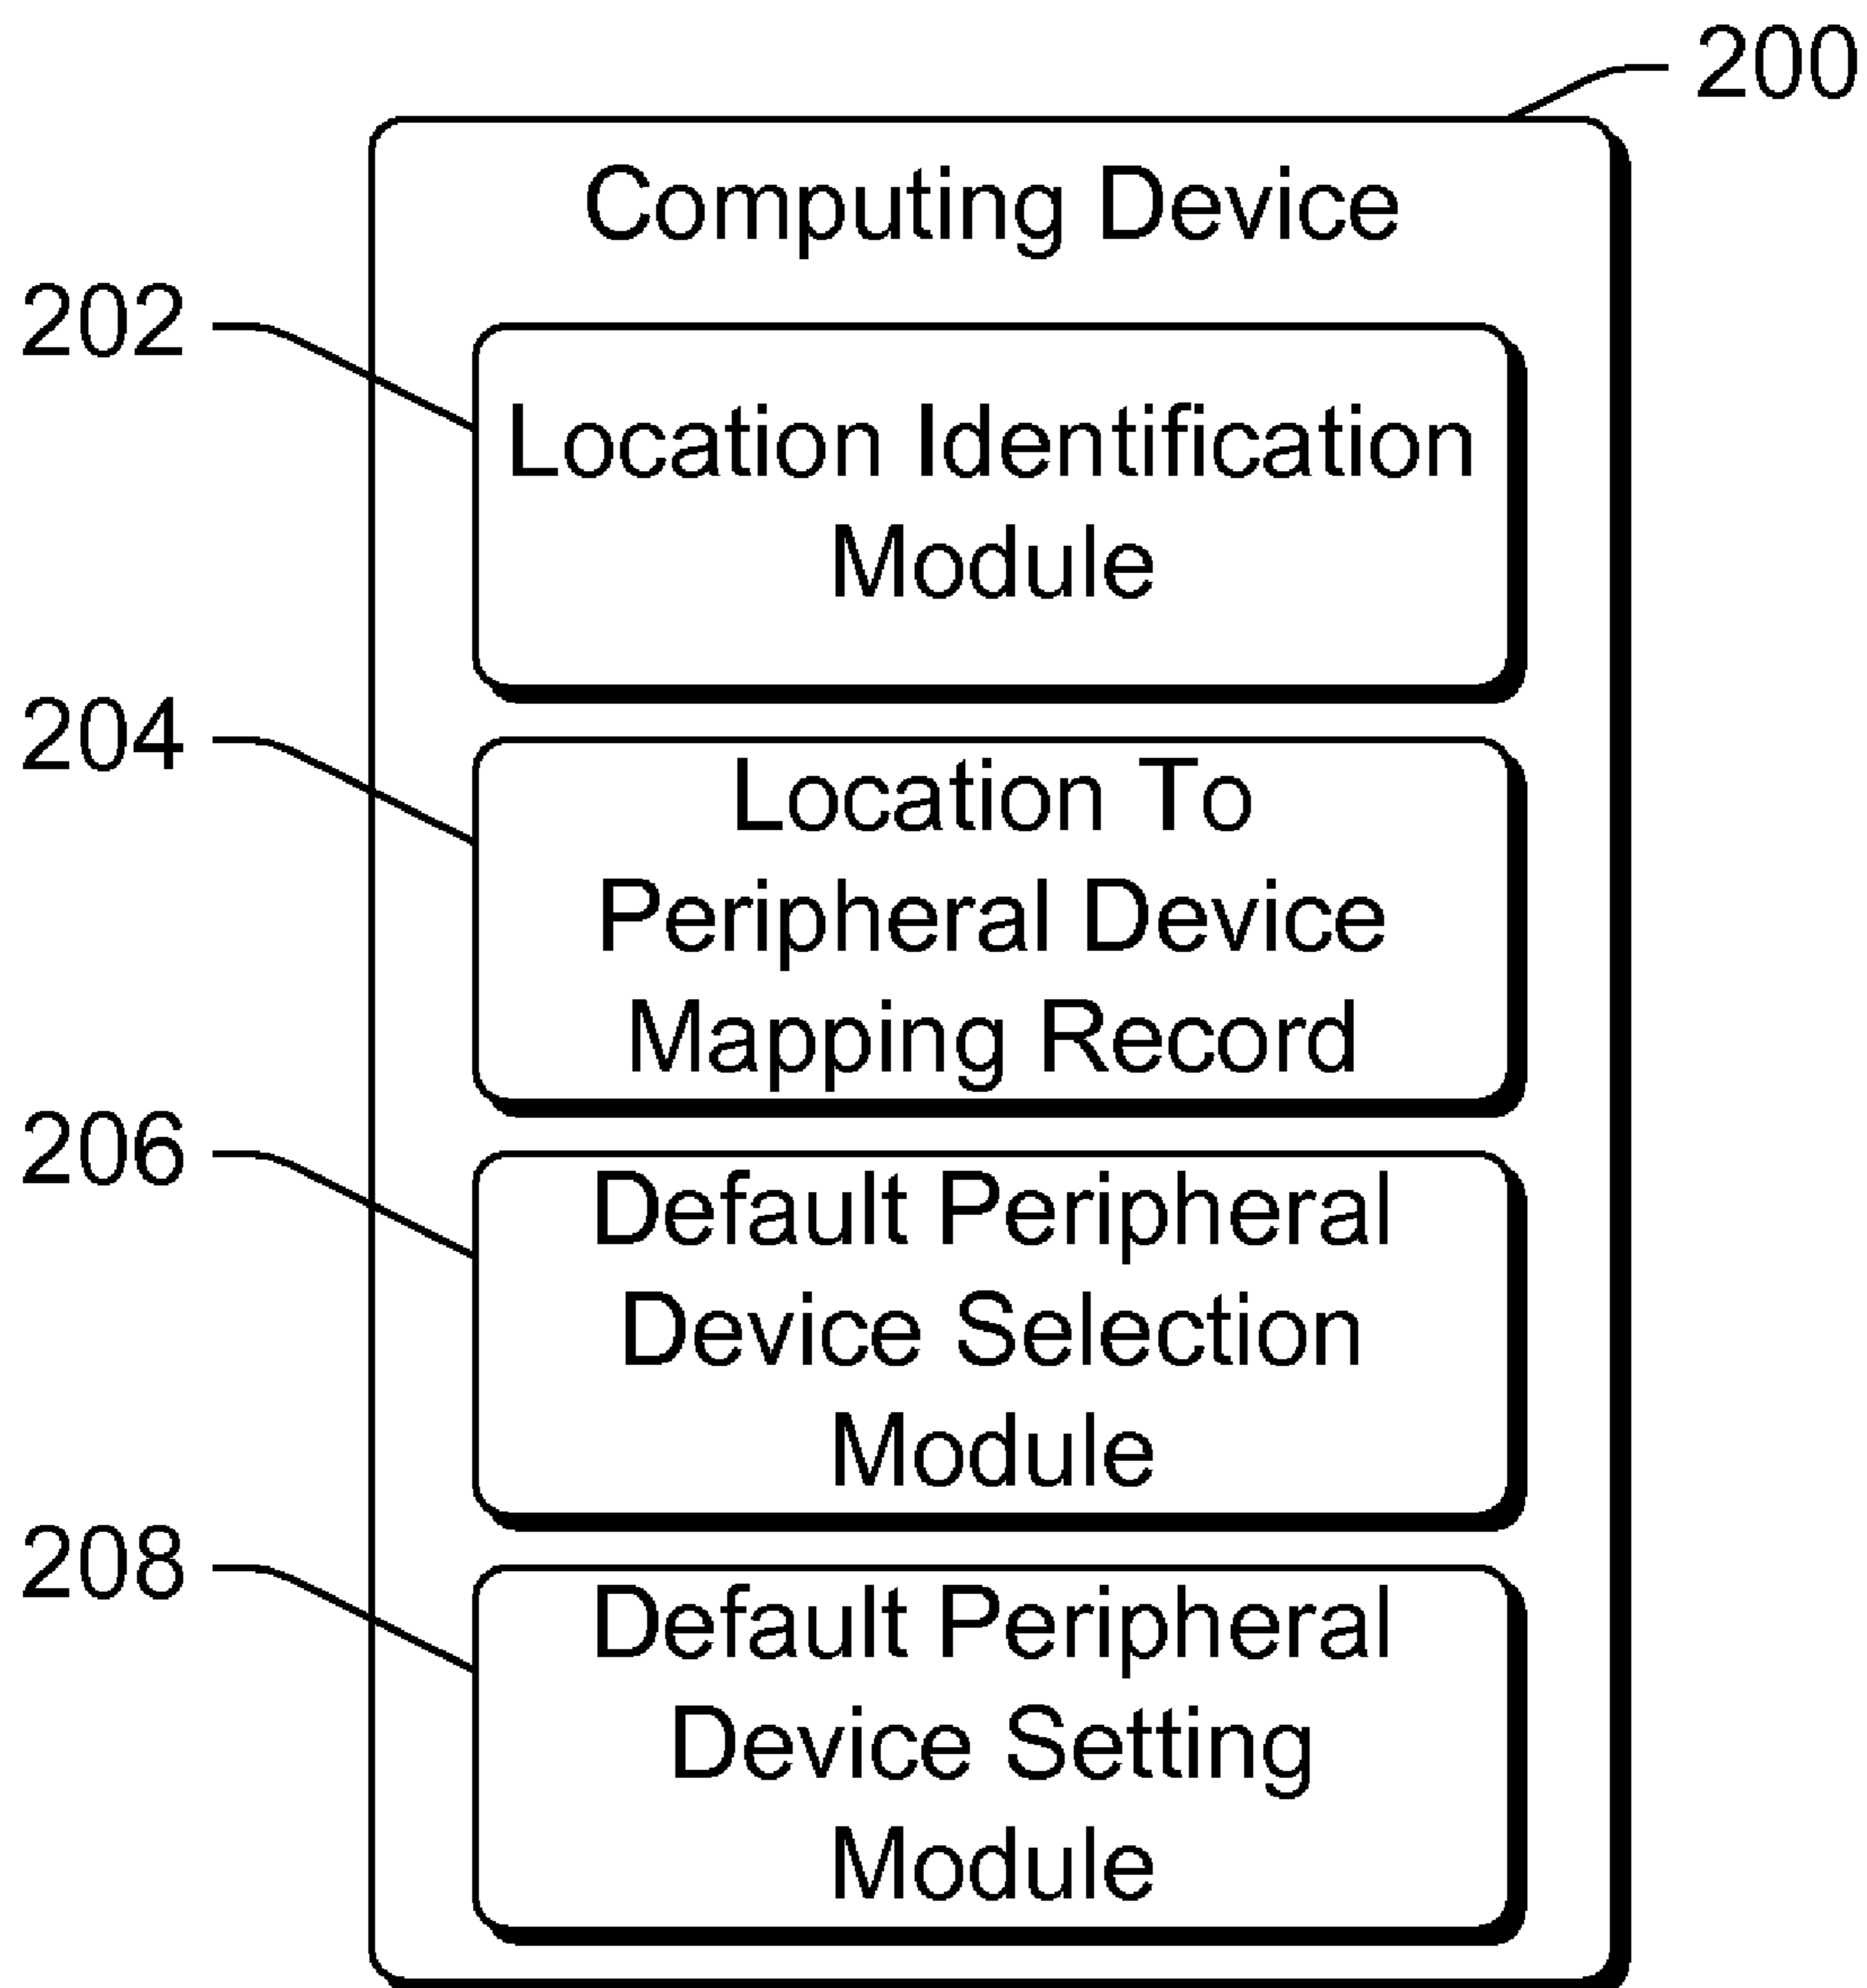 200
Computing Device
202
Location Identification
Module
204
Location To
Peripheral Device
Mapping Record
206
Default Peripheral
Device Selection
Module
208
Default Peripheral
Device Setting
Module